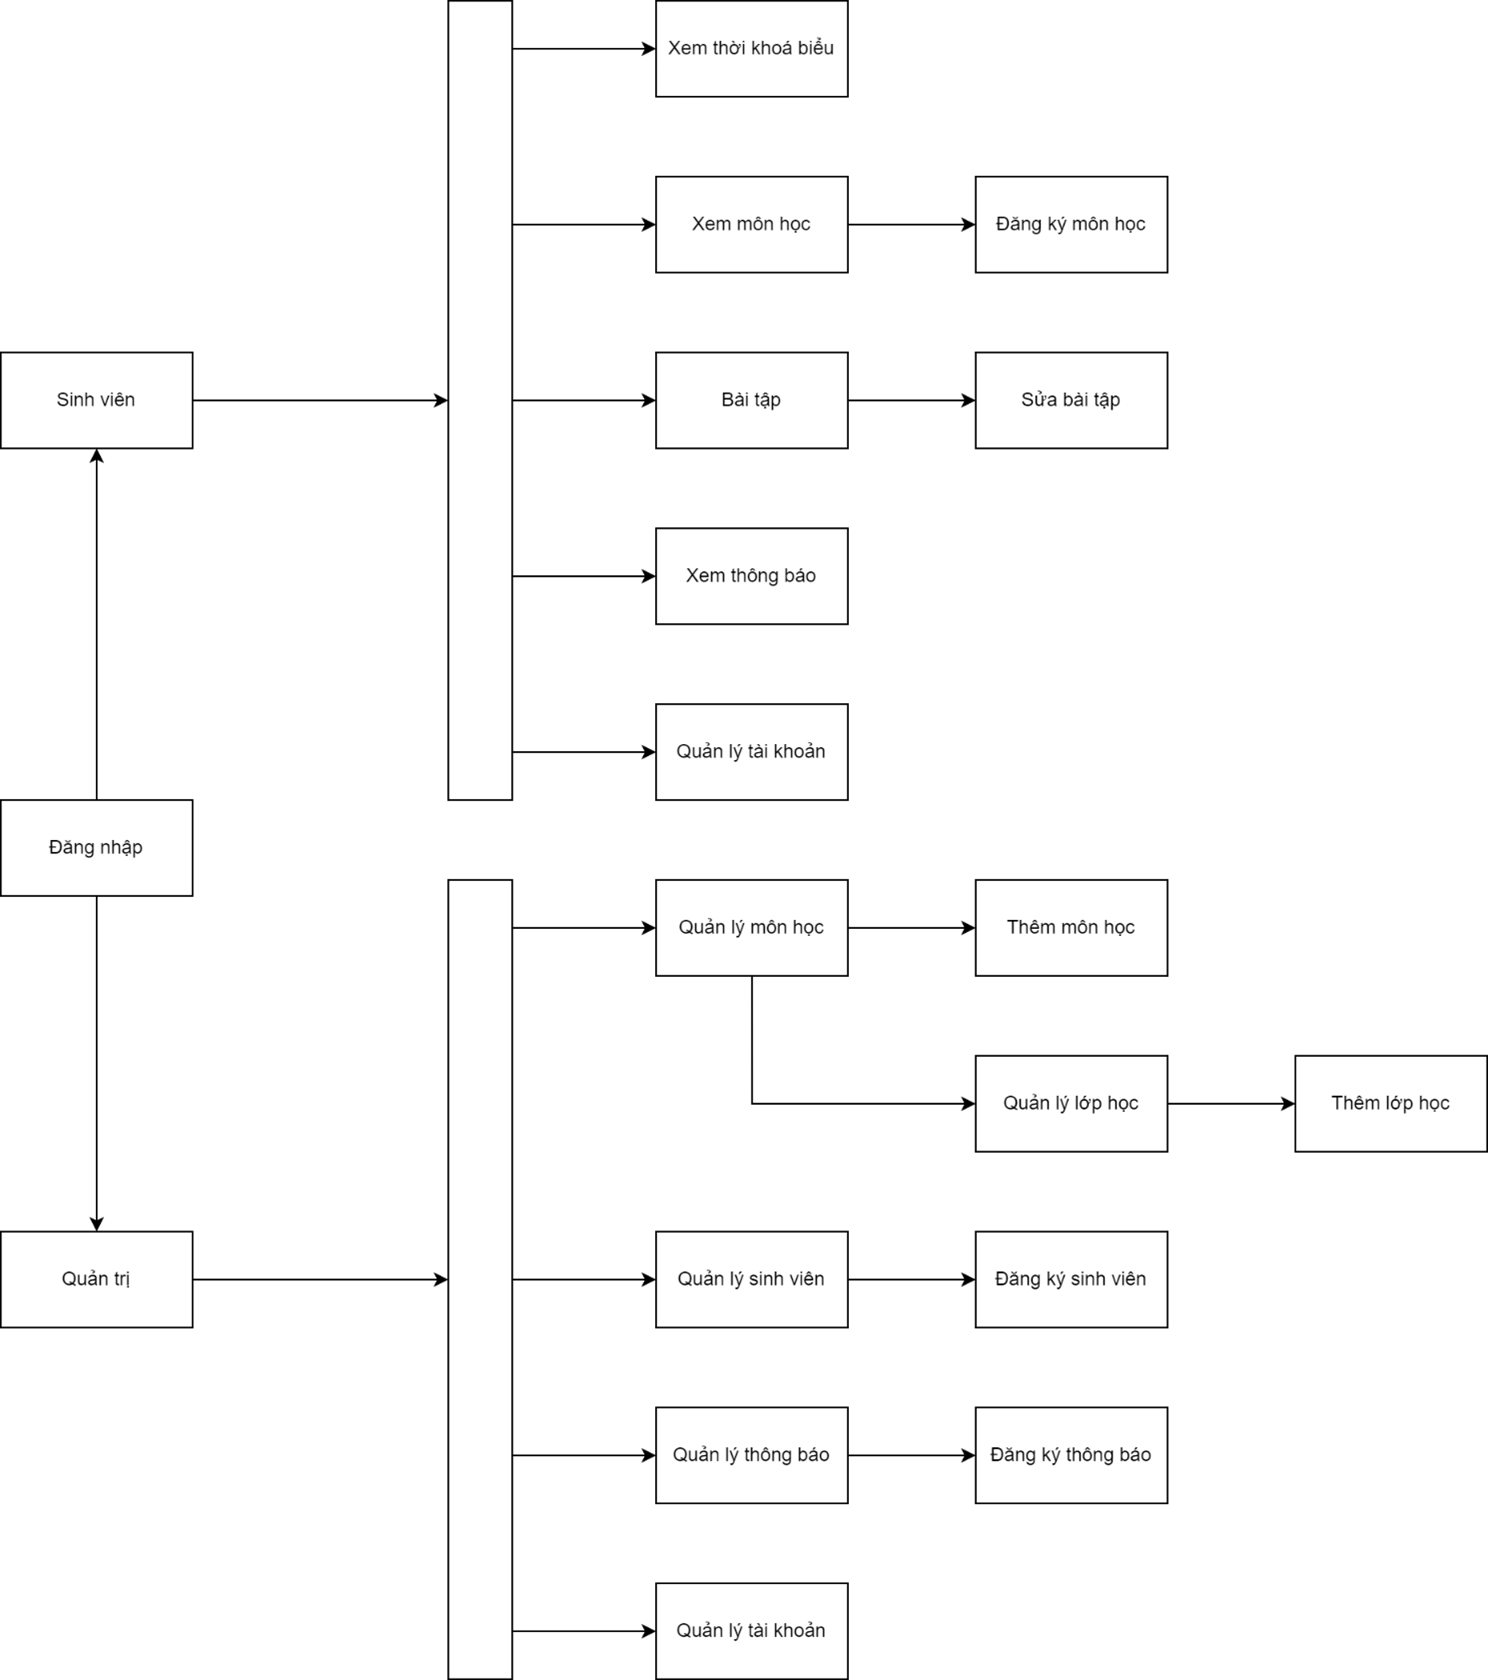 Xem thời khoá biểu
Xem môn học
Đăng ký môn học
Sinh viên
Bài tập
Sửa bài tập
Xem thông báo
Quản lý tài khoản
Đăng nhập
Quản lý môn học
Thêm môn học
Quản lý lớp học
Thêm lớp học
Quản trị
Quản lý sinh viên
Đăng ký sinh viên
Quản lý thông báo
Đăng ký thông báo
Quản lý tài khoản